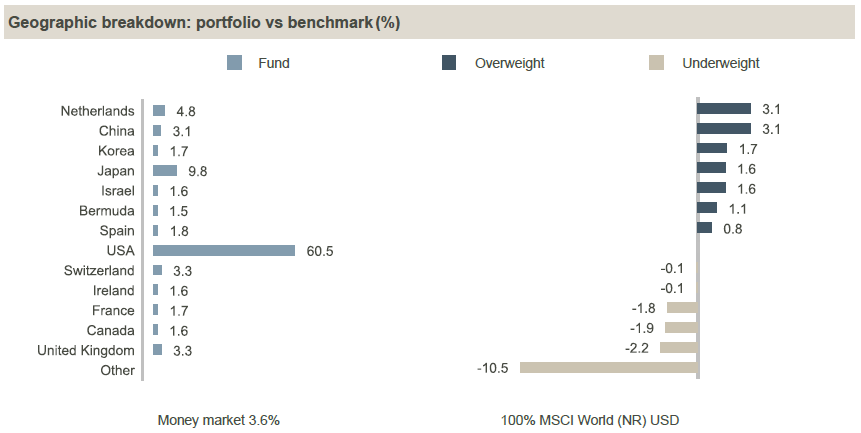 Geographic breakdown: portfolio vs benchmark (%)
Fund Overweight Underweight
Netherlands 4.8 3.1
China 3.1 3.1
Korea 1.7 1.7
Japan 9.8 1.6
Israel 1.6 1.6
Bermuda 1.5 1.1
Spain 1.8 0.8
USA 60.5
Switzerland 3.3 -0.1
Ireland 1.6 -0.1
France 1.7 -1.8
Canada 1.6 -1.9
United Kingdom 3.3 -2.2
Other -10.5
Money market 3.6% 100% MSCI World (NR) USD